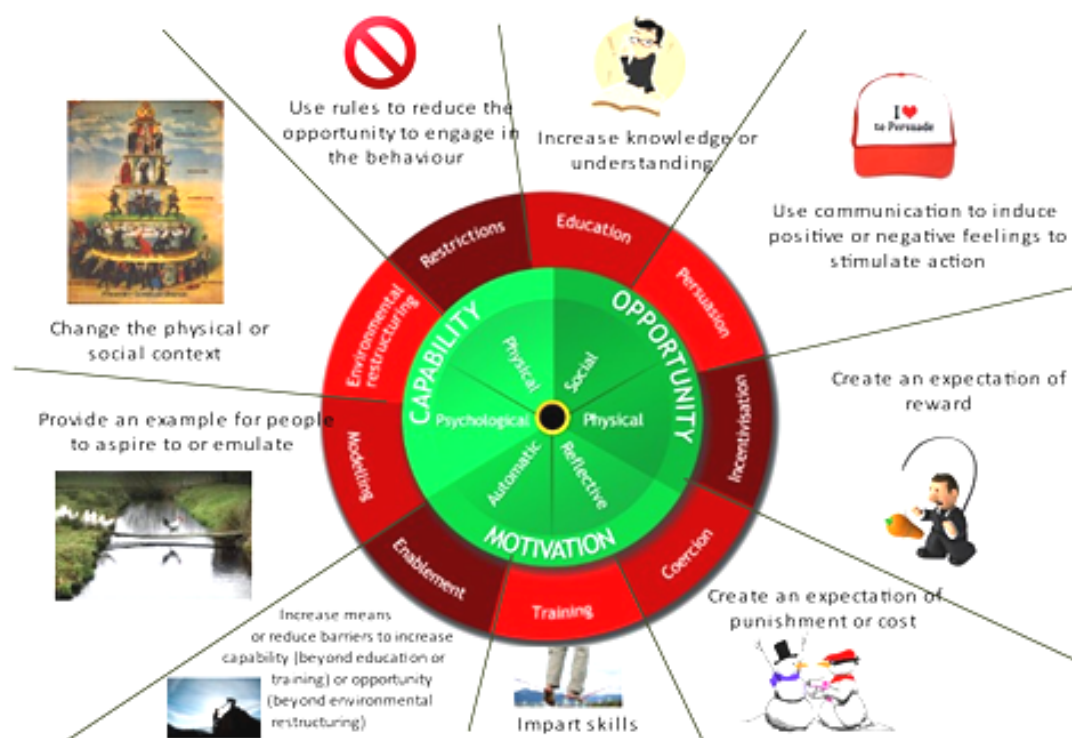 Use rules to reduce the
opportunity to engage in
the behaviour
Increase knowledge or
understanding
I
to Persuade
Use communication to induce
positive or negative feelings to
stimulate action
Change the physical or
social context
Create an expectation of
reward
Provide an example for people
to aspire to or emulate
Create an expectation of
punishment or cost
Increase means
or reduce barriers to increase
capability (beyond education or
training) or opportunity
(beyond environmental
restructuring)
Impart skills
Restrictions
Education
Persuasion
Incentivisation
Coercion
Training
Enablement
Modelling
Environmental
restructuring
CAPABILITY
OPPORTUNITY
MOTIVATION
Physical
Social
Psychological
Physical
Automatic
Reflective